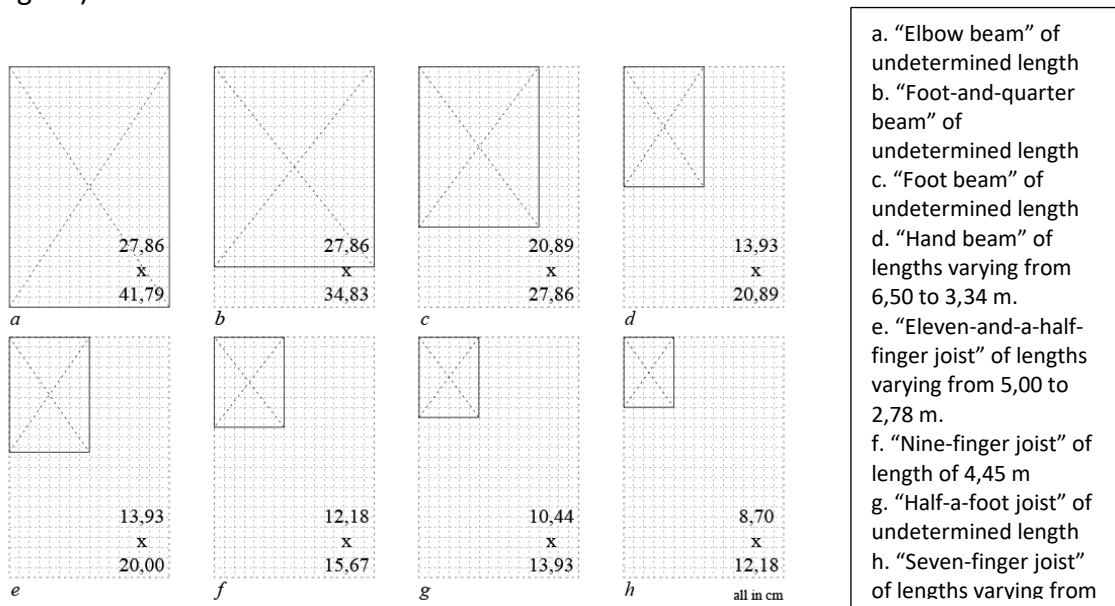 27,86
x
41,79
a
27,86
x
34,83
b
20,89
x
27,86
c
13,93
x
20,89
d
13,93
x
20,00
e
12,18
x
15,67
f
10,44
x
13,93
g
8,70
x
12,18
h
all in cm
a. “Elbow beam” of
undetermined length
b. “Foot-and-quarter
beam” of
undetermined length
c. “Foot beam” of
undetermined length
d. “Hand beam” of
lengths varying from
6,50 to 3,34 m.
e. “Eleven-and-a-half-
finger joist” of lengths
varying from 5,00 to
2,78 m.
f. “Nine-finger joist” of
length of 4,45 m
g. “Half-a-foot joist” of
undetermined length
h. “Seven-finger joist”
of lengths varying from